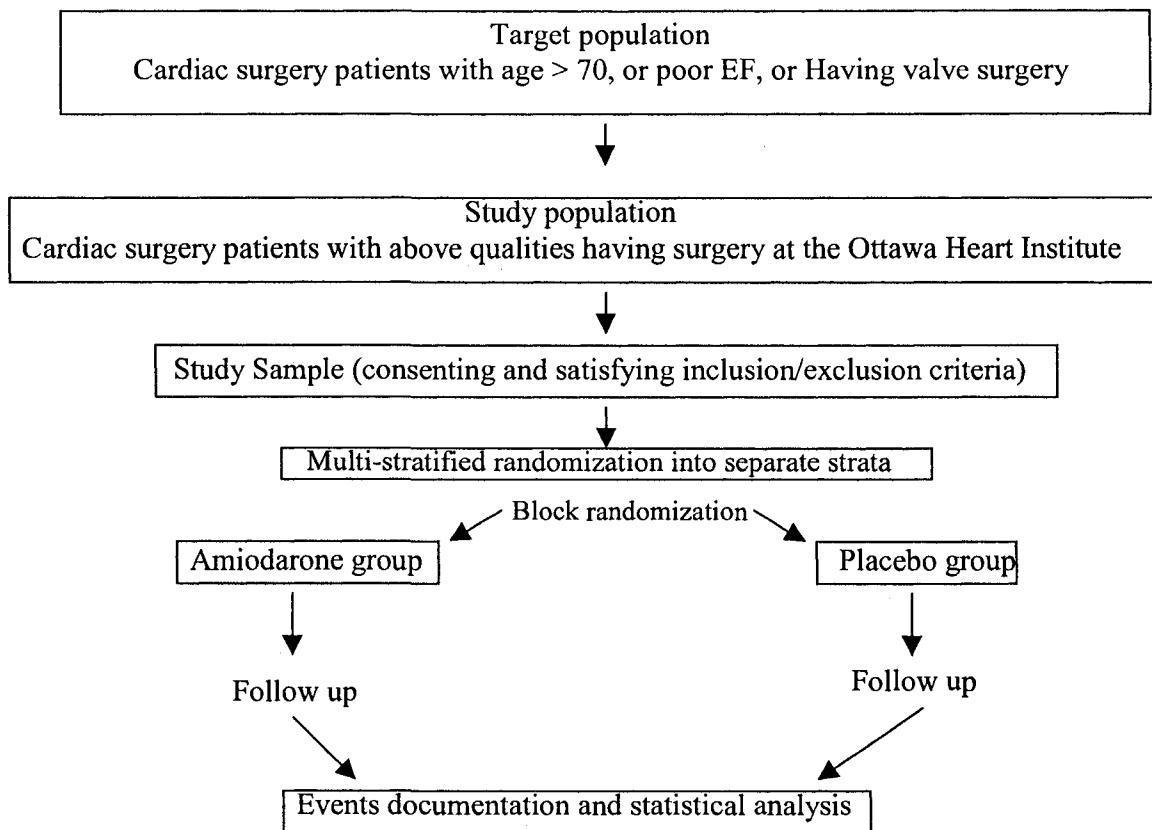 Target population
Cardiac surgery patients with age > 70, or poor EF, or Having valve surgery
Study population
Cardiac surgery patients with above qualities having surgery at the Ottawa Heart Institute
Study Sample (consenting and satisfying inclusion/exclusion criteria)
Multi-stratified randomization into separate strata
Block randomization
Amiodarone group
Placebo group
Follow up
Follow up
Events documentation and statistical analysis